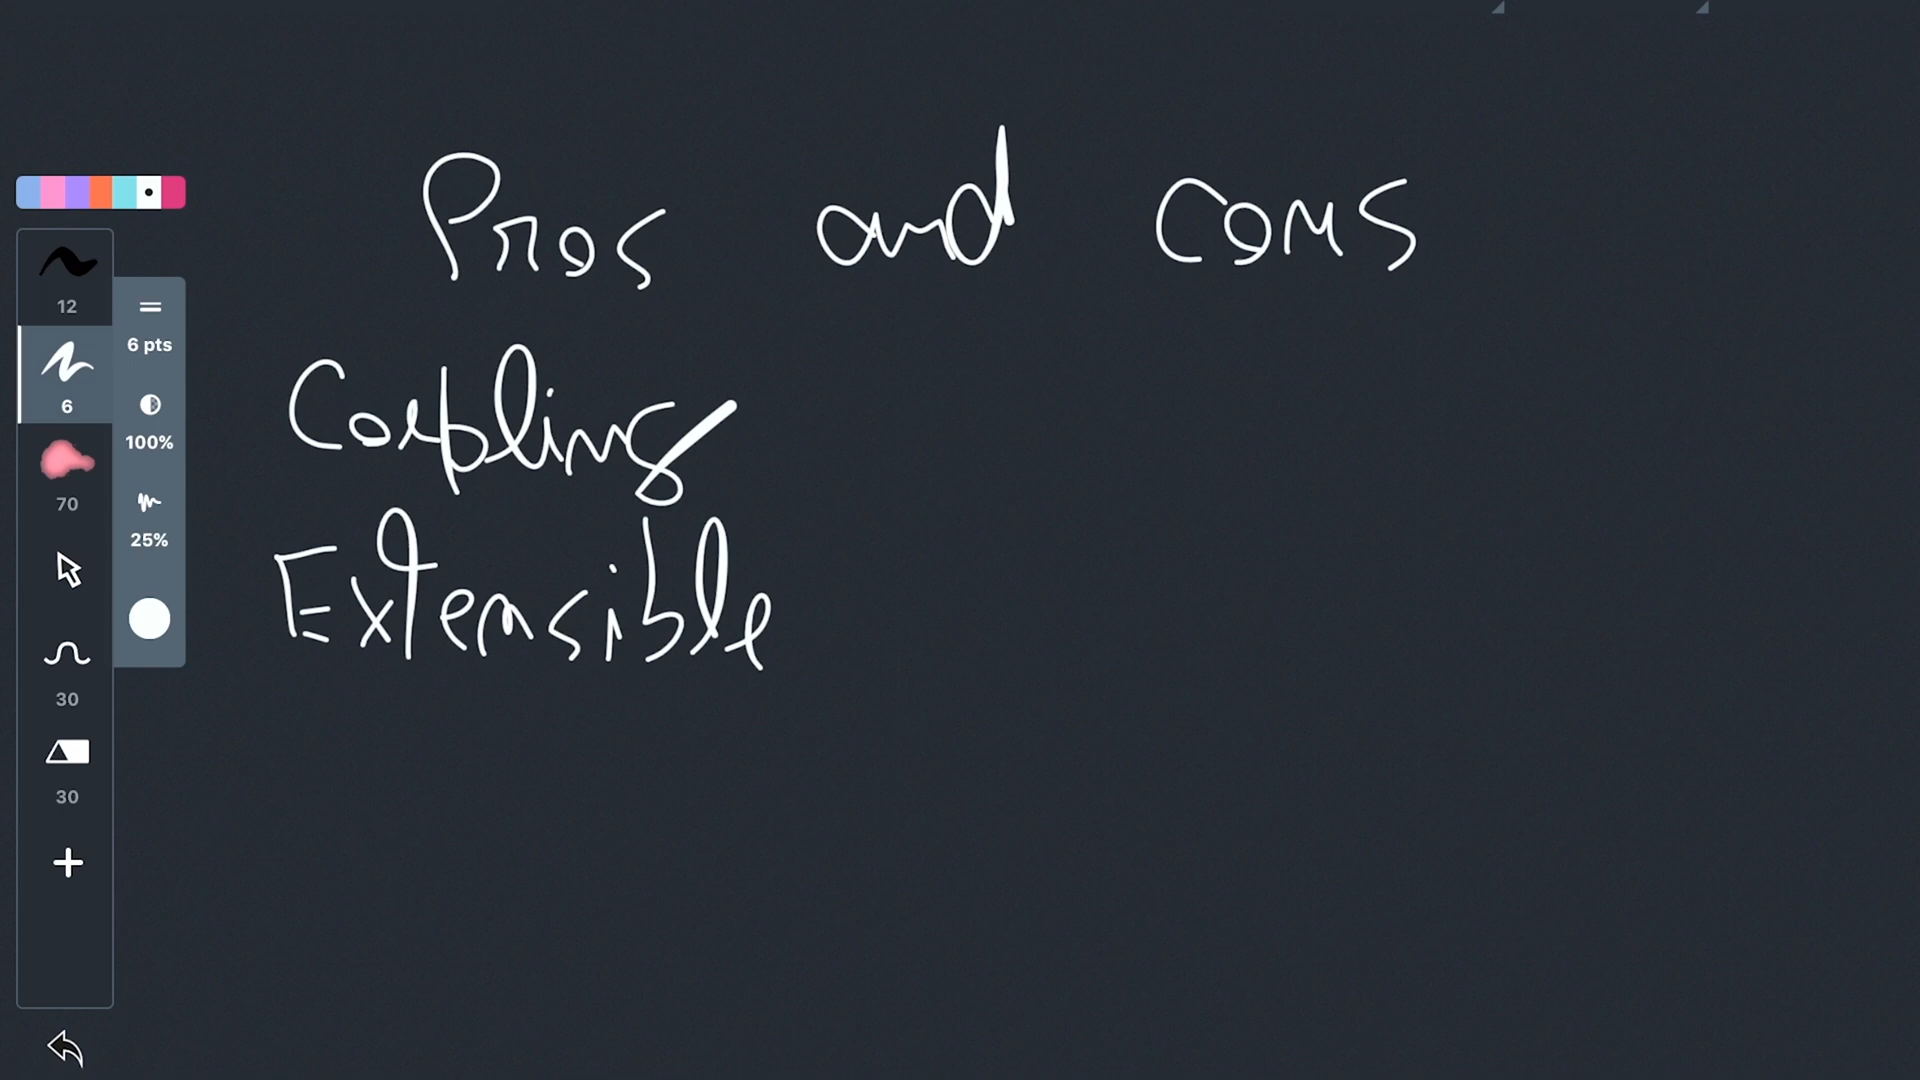 Pros and cons
Coupling
Extensible
12
6
70
30
30
6 pts
100%
25%